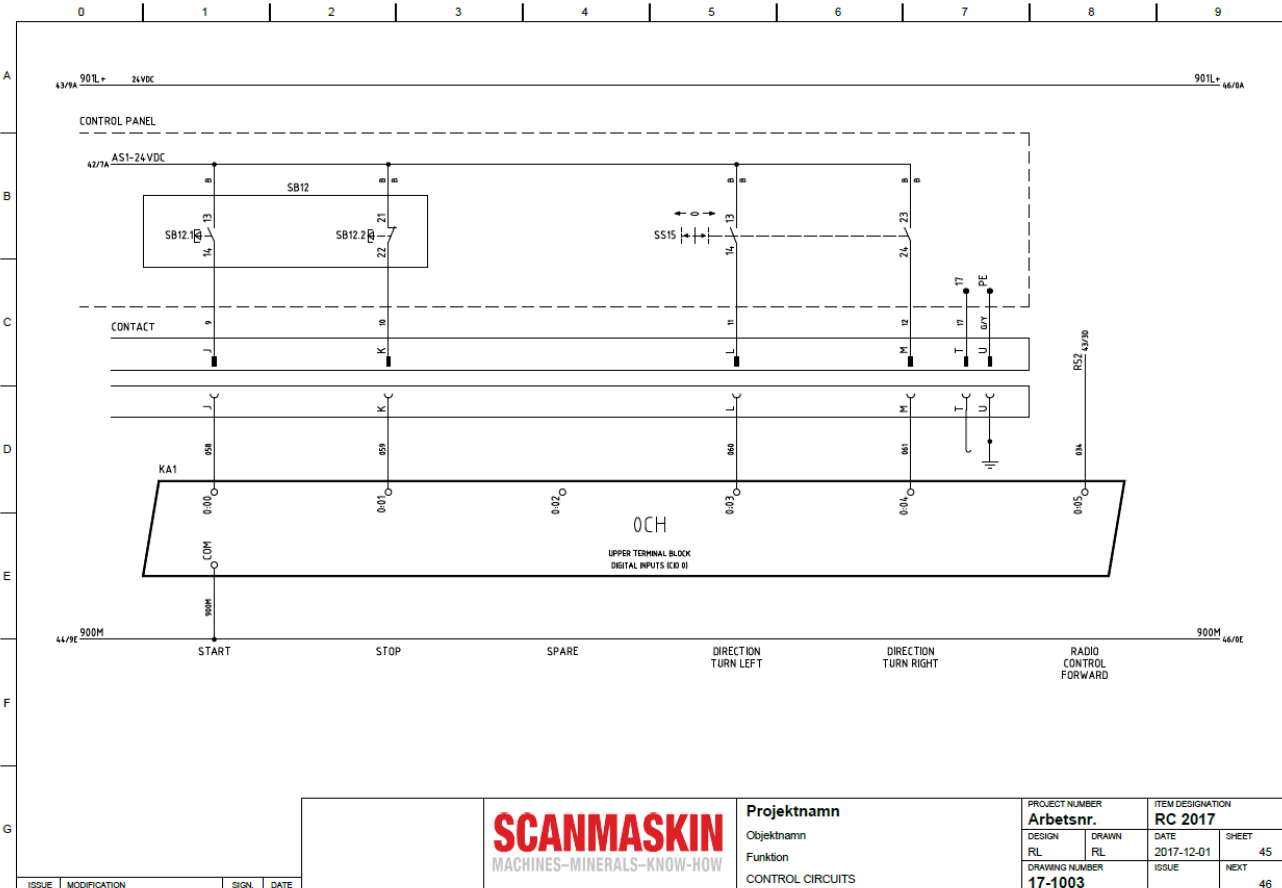 0 1 2 3 4 5 6 7 8 9
A
43/9A 901L+ 24VDC 901L+ 46/0A
CONTROL PANEL
42/7A AS1-24VDC
B
B B B B B B B
SB12
13 21 13 23
SB12.1 SB12.2 SS15 0
14 22 14 24
17 PE
C
9 10 11 12 17 G/Y
CONTACT
J K L M T U
RS2 43/3D
J K L M T U
D
058 059 060 061 034
KA1
0:00 0:01 0:02 0:03 0:04 0:05
0CH
UPPER TERMINAL BLOCK
DIGITAL INPUTS (CIO 0)
COM
E
900M
44/9E 900M 900M 46/0E
START STOP SPARE DIRECTION TURN LEFT DIRECTION TURN RIGHT RADIO CONTROL FORWARD
F
G
SCANMASKIN
MACHINES–MINERALS–KNOW-HOW
Projektnamn
Objektnamn
Funktion
CONTROL CIRCUITS
PROJECT NUMBER ITEM DESIGNATION
Arbetsnr. RC 2017
DESIGN DRAWN DATE SHEET
RL RL 2017-12-01 45
DRAWING NUMBER ISSUE NEXT
17-1003 46
ISSUE MODIFICATION SIGN. DATE